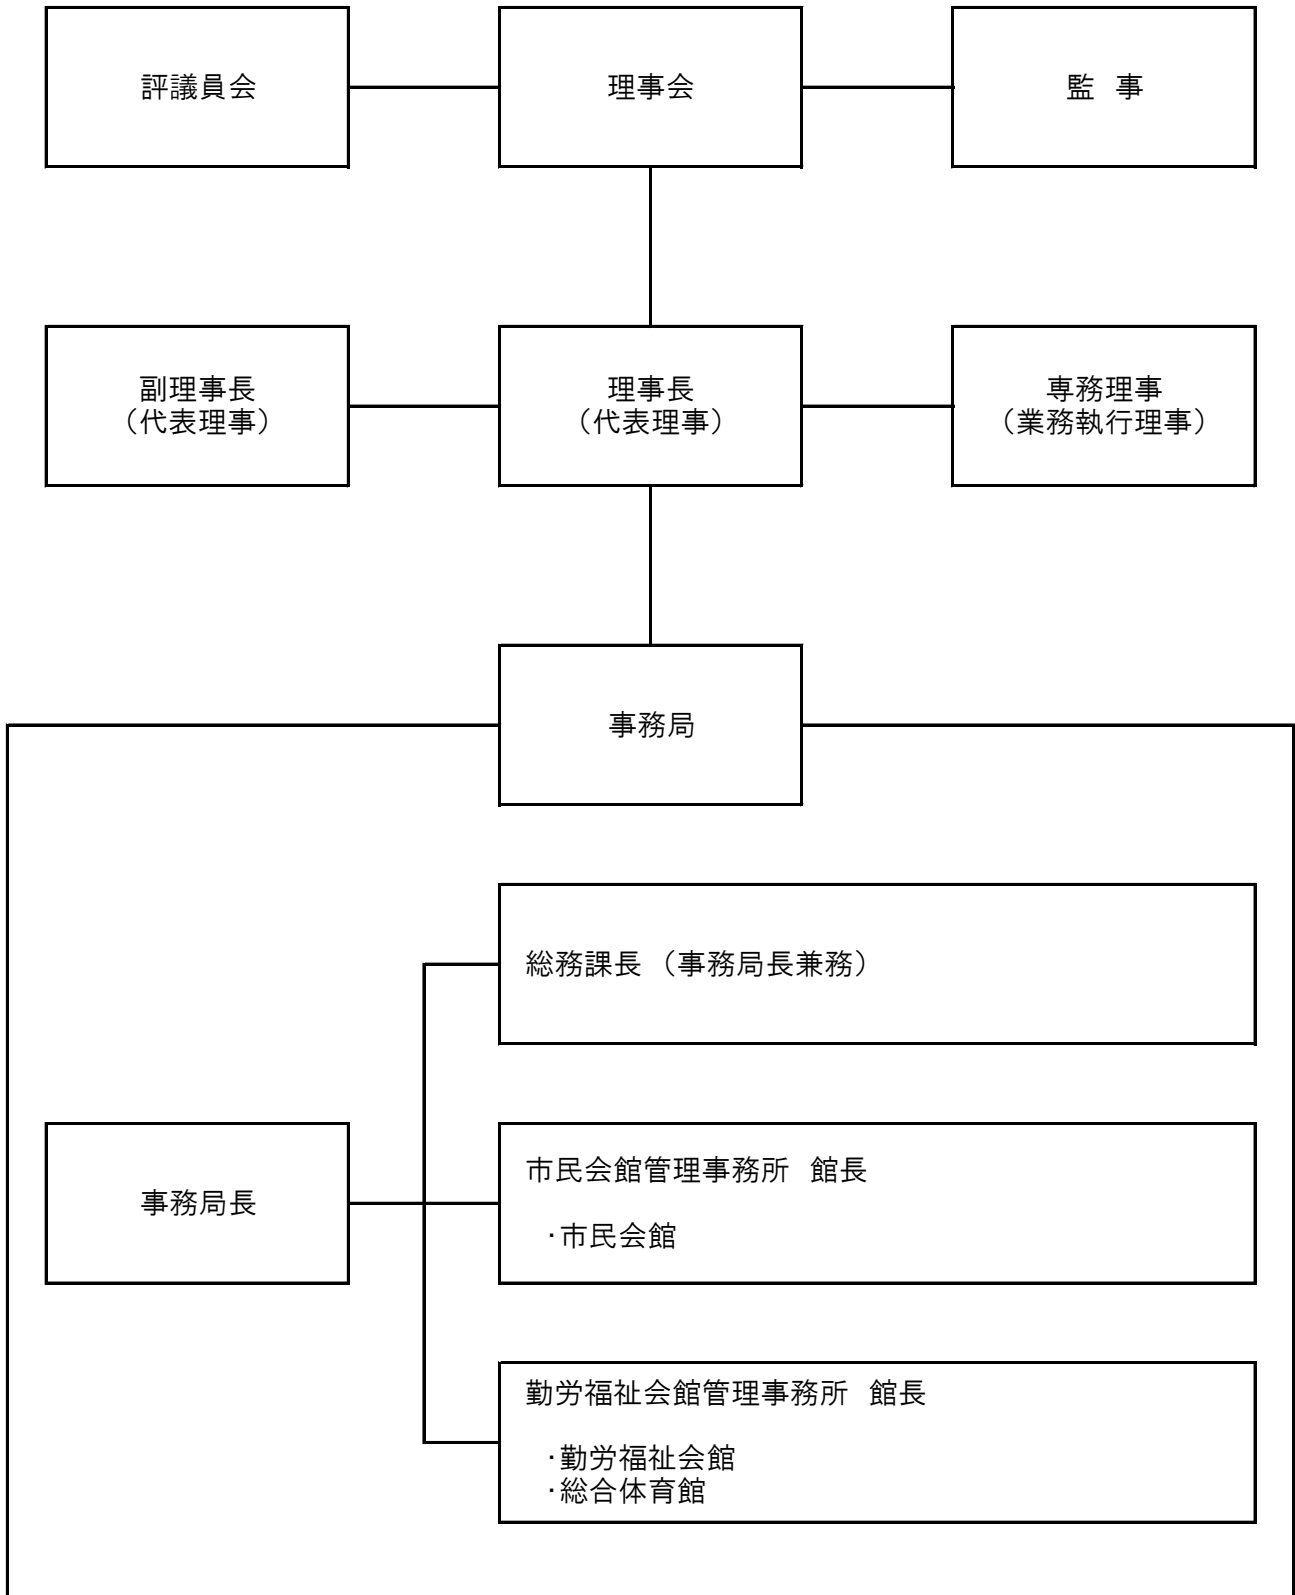 評議員会
理事会
監　事
副理事長
（代表理事）
理事長
（代表理事）
専務理事
（業務執行理事）
事務局
総務課長　（事務局長兼務）
事務局長
市民会館管理事務所　館長
・市民会館
勤労福祉会館管理事務所　館長
・勤労福祉会館
・総合体育館